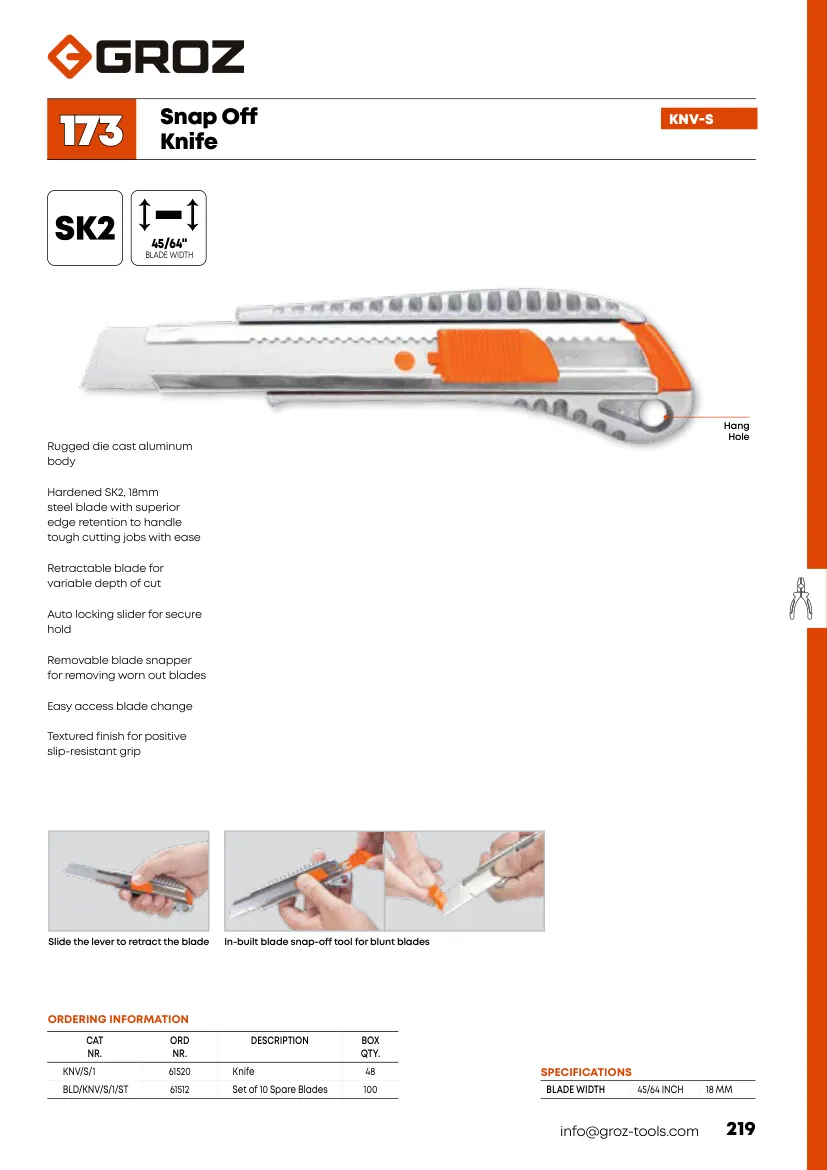 GROZ
173
Snap Off
Knife
KNV-S
SK2
45/64"
BLADE WIDTH
Hang
Hole
Rugged die cast aluminum
body
Hardened SK2, 18mm
steel blade with superior
edge retention to handle
tough cutting jobs with ease
Retractable blade for
variable depth of cut
Auto locking slider for secure
hold
Removable blade snapper
for removing worn out blades
Easy access blade change
Textured finish for positive
slip-resistant grip
Slide the lever to retract the blade
In-built blade snap-off tool for blunt blades
ORDERING INFORMATION
CAT NR. ORD NR. DESCRIPTION BOX QTY.
KNV/S/1 61520 Knife 48
BLD/KNV/S/1/ST 61512 Set of 10 Spare Blades 100
SPECIFICATIONS
BLADE WIDTH 45/64 INCH 18 MM
info@groz-tools.com 219